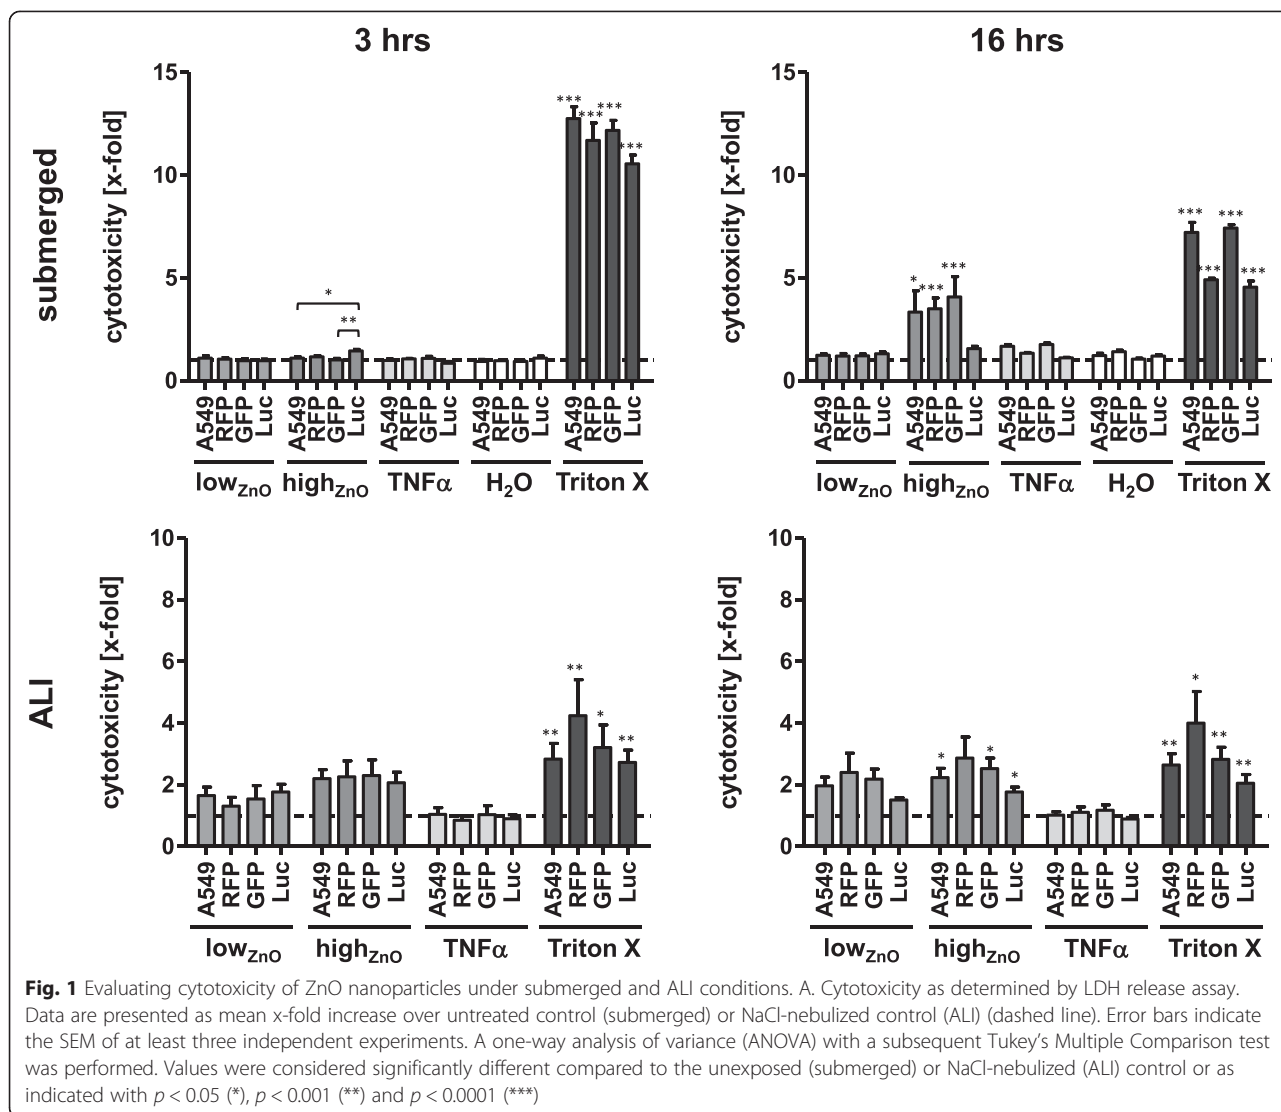 3 hrs
16 hrs
submerged
cytotoxicity [x-fold]
15
10
5
0
***
***
***
***
*
**
A549
RFP
GFP
Luc
A549
RFP
GFP
Luc
A549
RFP
GFP
Luc
A549
RFP
GFP
Luc
A549
RFP
GFP
Luc
lowZnO highZnO TNFα H2O Triton X
cytotoxicity [x-fold]
15
10
5
0
*
***
***
***
***
***
***
A549
RFP
GFP
Luc
A549
RFP
GFP
Luc
A549
RFP
GFP
Luc
A549
RFP
GFP
Luc
A549
RFP
GFP
Luc
lowZnO highZnO TNFα H2O Triton X
ALI
cytotoxicity [x-fold]
10
8
6
4
2
0
**
**
*
**
A549
RFP
GFP
Luc
A549
RFP
GFP
Luc
A549
RFP
GFP
Luc
A549
RFP
GFP
Luc
lowZnO highZnO TNFα Triton X
cytotoxicity [x-fold]
10
8
6
4
2
0
*
*
*
**
*
**
**
A549
RFP
GFP
Luc
A549
RFP
GFP
Luc
A549
RFP
GFP
Luc
A549
RFP
GFP
Luc
lowZnO highZnO TNFα Triton X
Fig. 1 Evaluating cytotoxicity of ZnO nanoparticles under submerged and ALI conditions. A. Cytotoxicity as determined by LDH release assay.
Data are presented as mean x-fold increase over untreated control (submerged) or NaCl-nebulized control (ALI) (dashed line). Error bars indicate
the SEM of at least three independent experiments. A one-way analysis of variance (ANOVA) with a subsequent Tukey's Multiple Comparison test
was performed. Values were considered significantly different compared to the unexposed (submerged) or NaCl-nebulized (ALI) control or as
indicated with p < 0.05 (*), p < 0.001 (**) and p < 0.0001 (***)